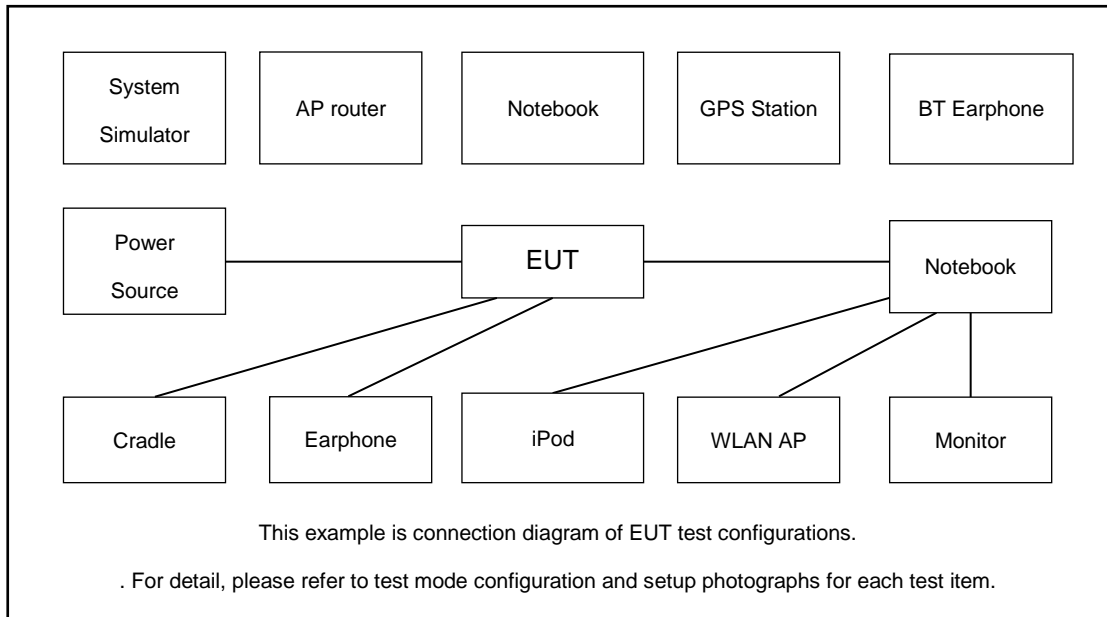 System
Simulator
AP router
Notebook
GPS Station
BT Earphone
Power
Source
EUT
Notebook
Cradle
Earphone
iPod
WLAN AP
Monitor
This example is connection diagram of EUT test configurations.
. For detail, please refer to test mode configuration and setup photographs for each test item.